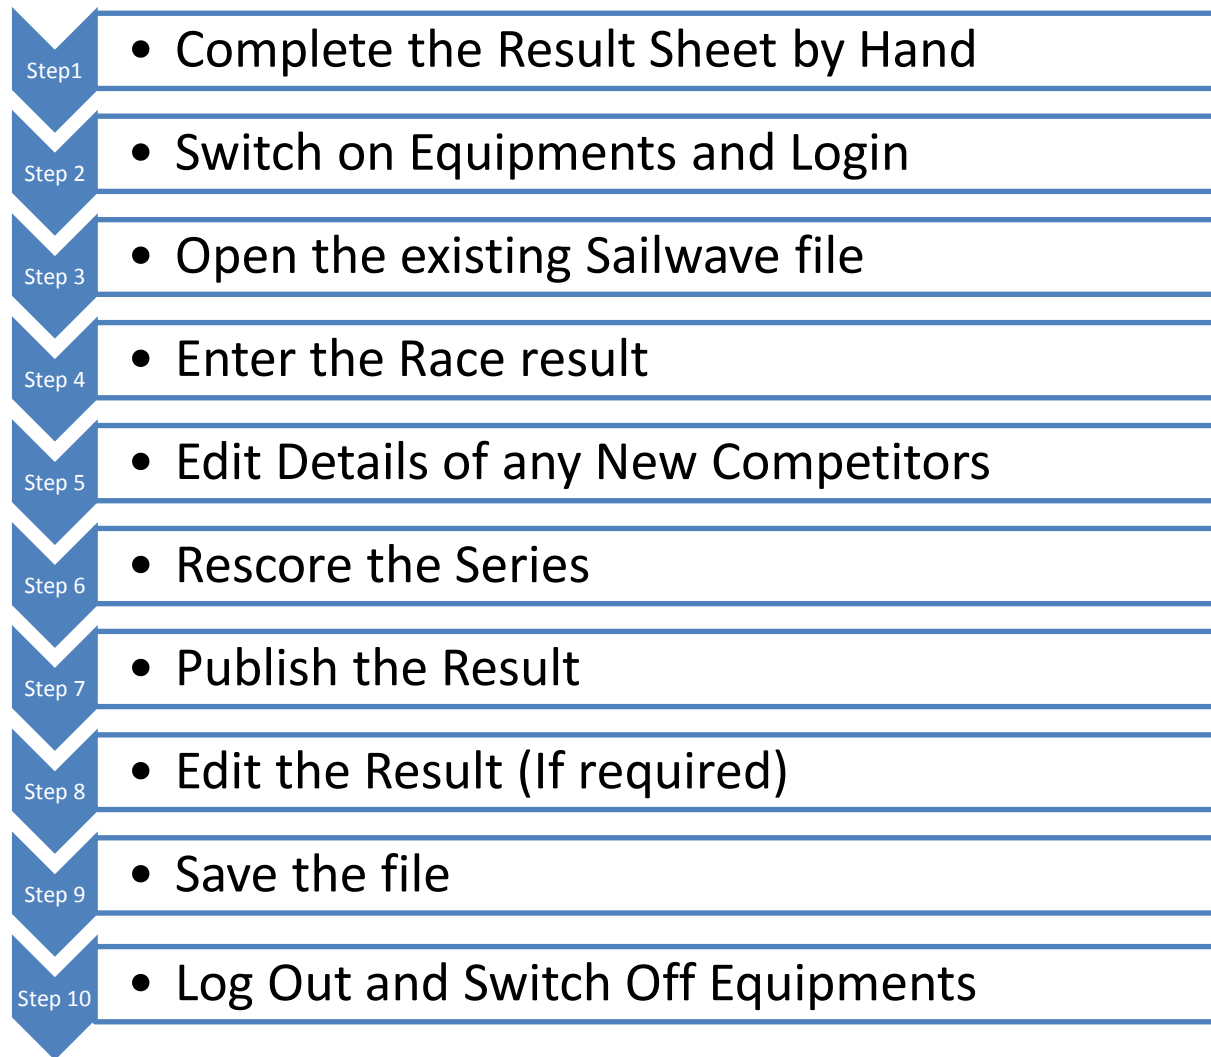 Step1
• Complete the Result Sheet by Hand
Step 2
• Switch on Equipments and Login
Step 3
• Open the existing Sailwave file
Step 4
• Enter the Race result
Step 5
• Edit Details of any New Competitors
Step 6
• Rescore the Series
Step 7
• Publish the Result
Step 8
• Edit the Result (If required)
Step 9
• Save the file
Step 10
• Log Out and Switch Off Equipments